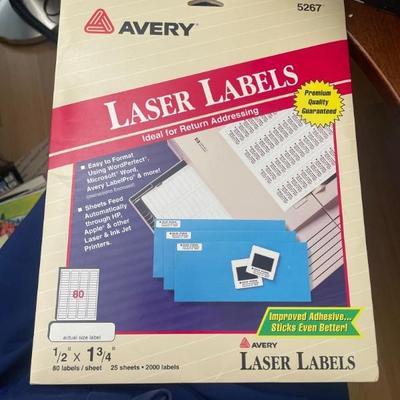 AVERY
5267
LASER LABELS
Ideal for Return Addressing
Premium
Quality
Guaranteed
■ Easy to Format
Using WordPerfect®,
Microsoft® Word,
Avery LabelPro® & more!
■ Sheets Feed
Automatically
through HP,
Apple® & other
Laser & Ink Jet
Printers.
80
actual size label
1/2" x 1 3/4"
80 labels / sheet 25 sheets • 2000 labels
Improved Adhesive...
Sticks Even Better!
AVERY
LASER LABELS